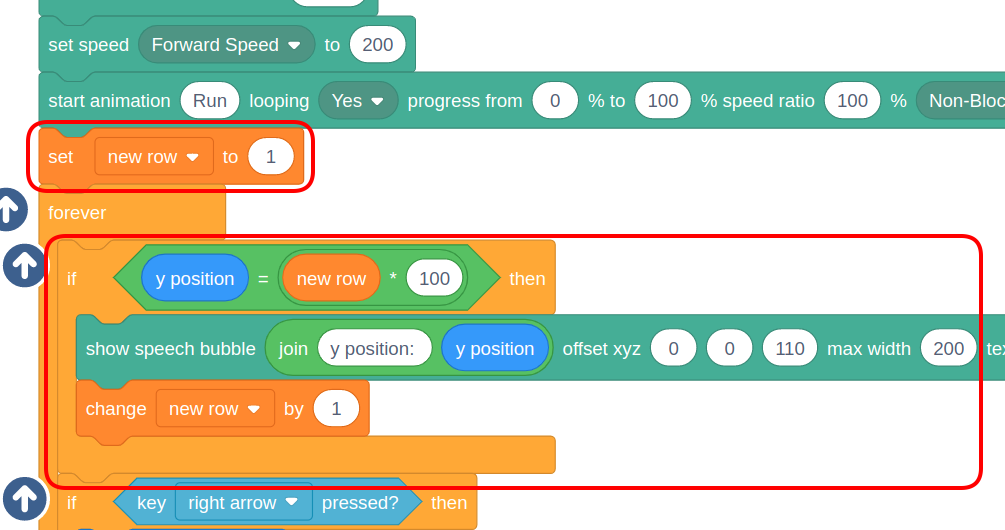 set speed Forward Speed to 200
start animation Run looping Yes progress from 0 % to 100 % speed ratio 100 % Non-Bloc
set new row to 1
forever
if y position = new row * 100 then
show speech bubble join y position: y position offset xyz 0 0 110 max width 200 tex
change new row by 1
if key right arrow pressed? then